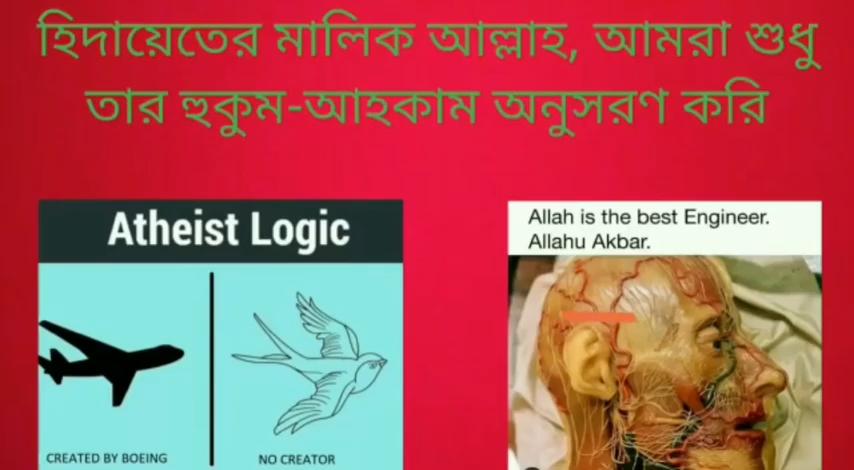 হিদায়েতের মালিক আল্লাহ, আমরা শুধু
তার হুকুম-আহকাম অনুসরণ করি
Atheist Logic
CREATED BY BOEING
NO CREATOR
Allah is the best Engineer.
Allahu Akbar.